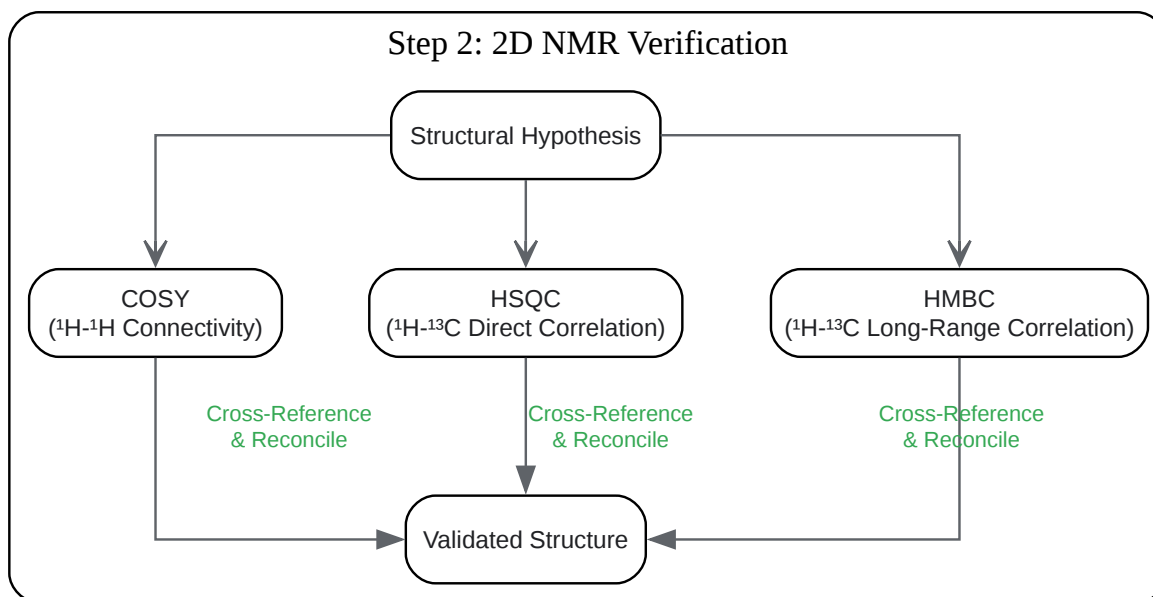 Step 2: 2D NMR Verification
Structural Hypothesis
COSY
(¹H-¹H Connectivity)
HSQC
(¹H-¹³C Direct Correlation)
HMBC
(¹H-¹³C Long-Range Correlation)
Cross-Reference
& Reconcile
Cross-Reference
& Reconcile
Cross-Reference
& Reconcile
Validated Structure